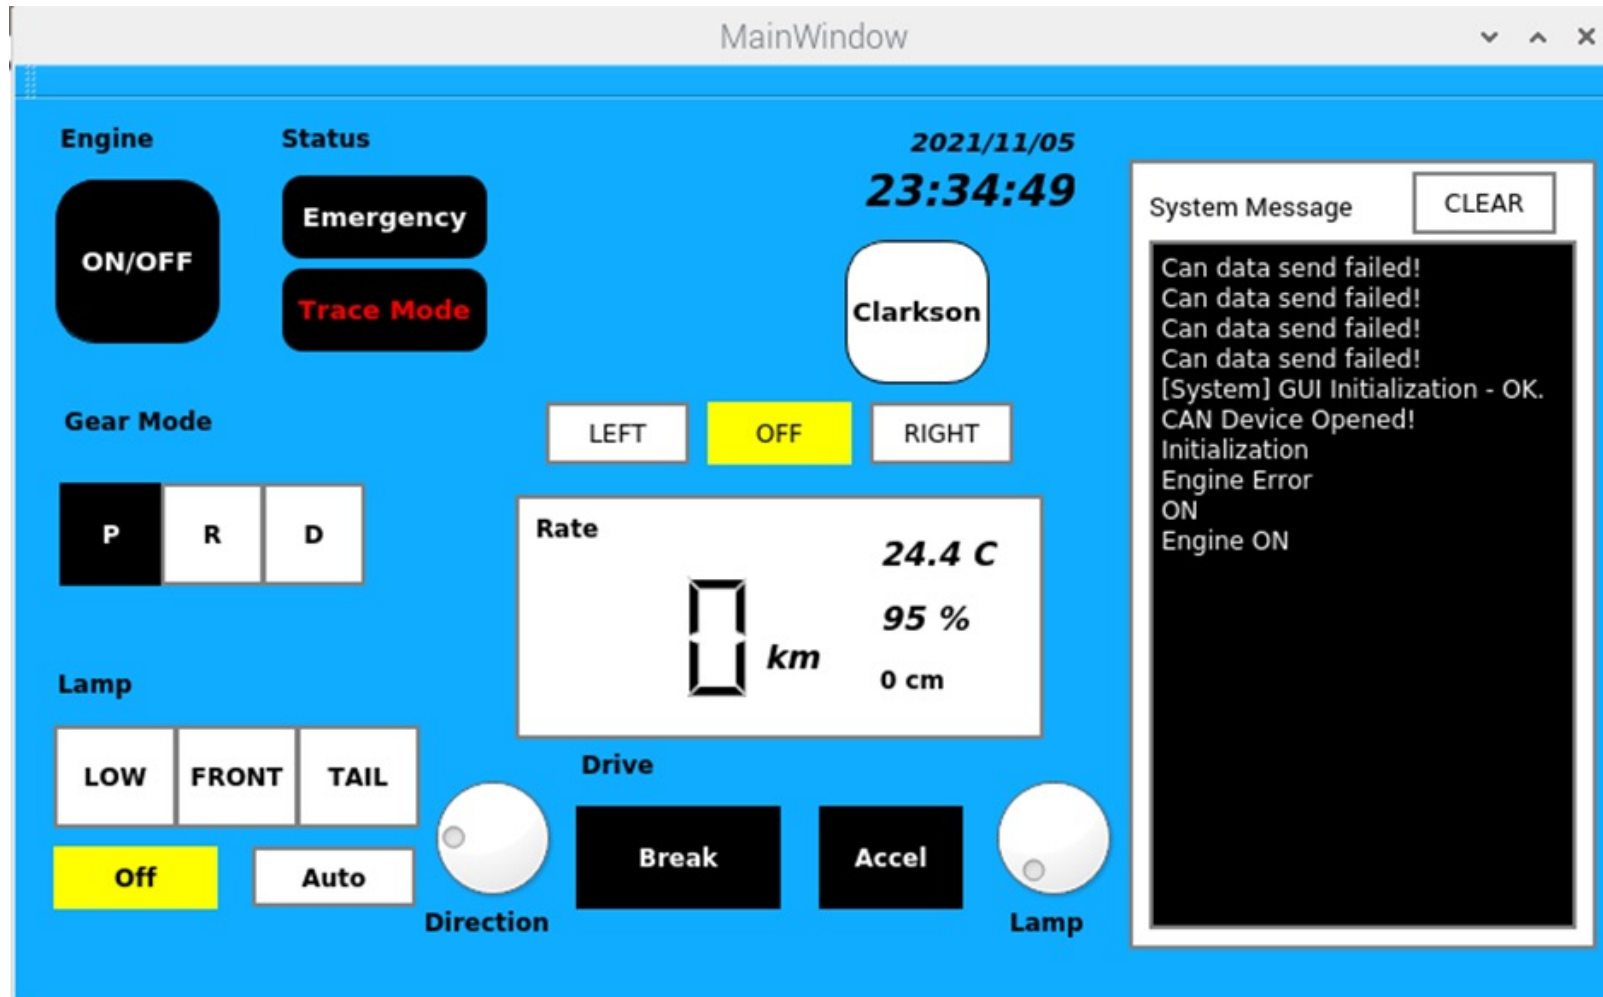 MainWindow
Engine
Status
2021/11/05
23:34:49
ON/OFF
Emergency
Trace Mode
Clarkson
System Message
CLEAR
Can data send failed!
Can data send failed!
Can data send failed!
Can data send failed!
[System] GUI Initialization - OK.
CAN Device Opened!
Initialization
Engine Error
ON
Engine ON
Gear Mode
LEFT
OFF
RIGHT
P
R
D
Rate
24.4 C
95 %
0 km
0 cm
Lamp
LOW
FRONT
TAIL
Off
Auto
Direction
Drive
Break
Accel
Lamp